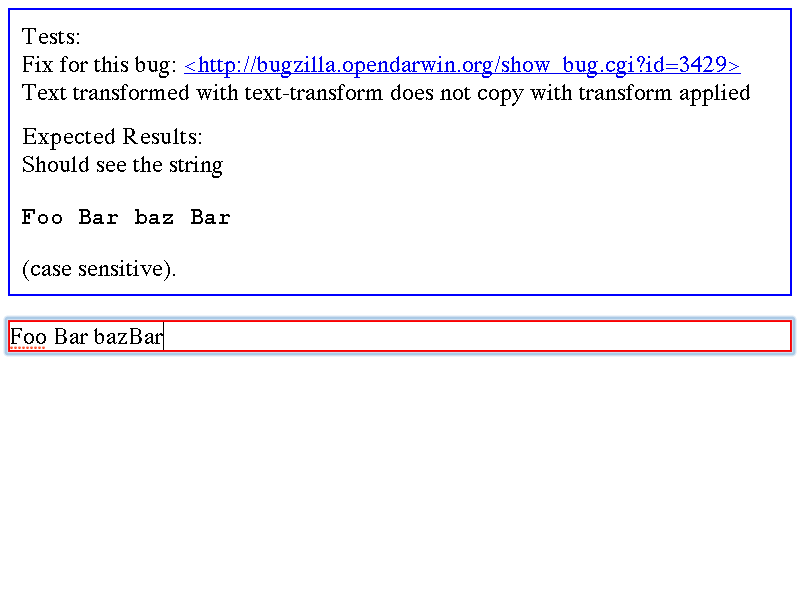 Tests:
Fix for this bug: <http://bugzilla.opendarwin.org/show_bug.cgi?id=3429>
Text transformed with text-transform does not copy with transform applied
Expected Results:
Should see the string
Foo Bar baz Bar
(case sensitive).
Foo Bar bazBar